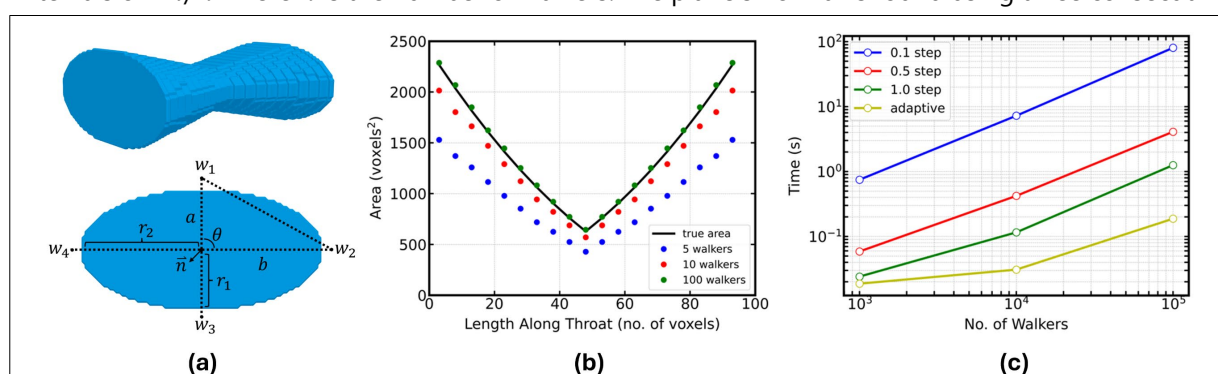 w1
a
r2
θ
w4
w2
n⃗
b
r1
w3
(a)
2500
2000
1500
1000
500
0
Area (voxels²)
true area
5 walkers
10 walkers
100 walkers
0 20 40 60 80 100
Length Along Throat (no. of voxels)
(b)
10²
10¹
10⁰
10⁻¹
Time (s)
0.1 step
0.5 step
1.0 step
adaptive
10³ 10⁴ 10⁵
No. of Walkers
(c)